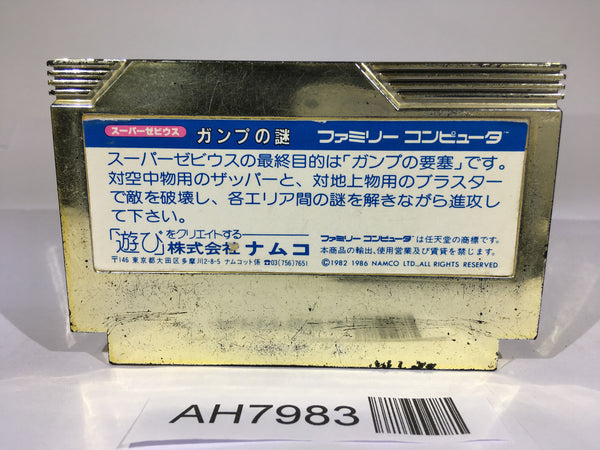 スーパーゼビウス ガンプの謎 ファミリー コンピュータ™
スーパーゼビウスの最終目的は「ガンプの要塞」です。
対空中物用のザッパーと、対地上物用のブラスター
で敵を破壊し、各エリア間の謎を解きながら進攻し
て下さい。
「遊び」をクリエイトする 株式会社ナムコ
〒146 東京都大田区多摩川2-8-5 ナムコット係 ☎03(756)7651
ファミリー コンピュータ™は任天堂の商標です。
本商品の輸出、使用営業及び賃貸を禁じます。
©1982 1986 NAMCO LTD.,ALL RIGHTS RESERVED
AH7983